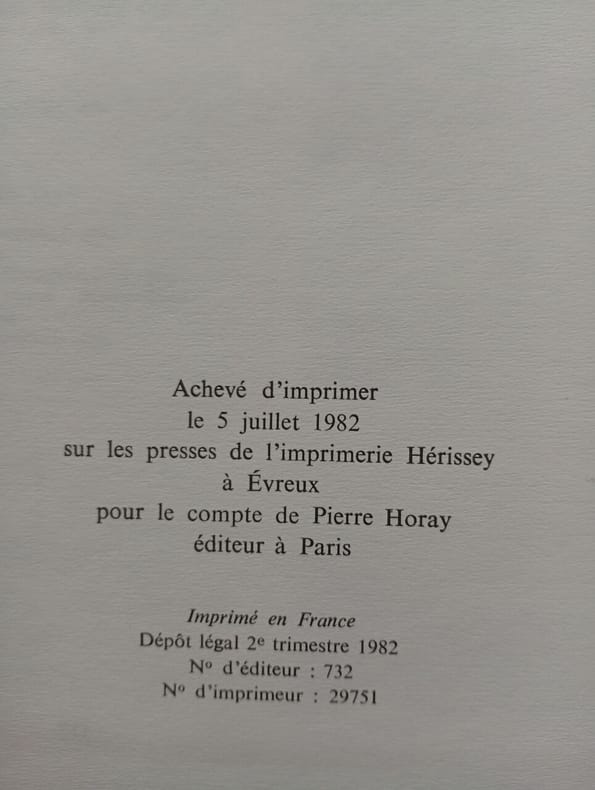 Achevé d'imprimer
le 5 juillet 1982
sur les presses de l'imprimerie Hérissey
à Évreux
pour le compte de Pierre Horay
éditeur à Paris
Imprimé en France
Dépôt légal 2e trimestre 1982
No d'éditeur : 732
No d'imprimeur : 29751